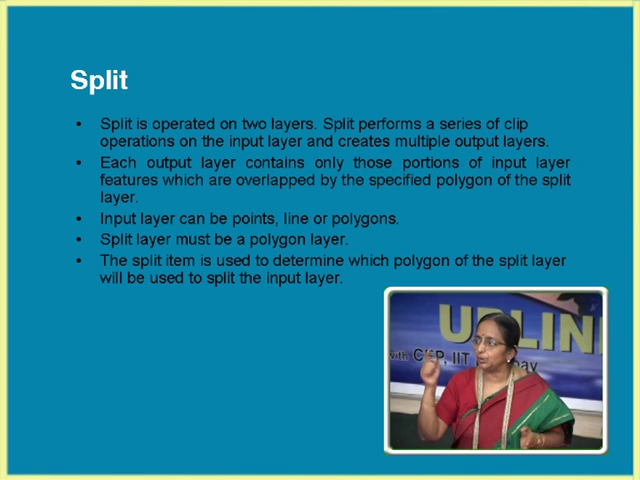 Split
• Split is operated on two layers. Split performs a series of clip
operations on the input layer and creates multiple output layers.
• Each output layer contains only those portions of input layer
features which are overlapped by the specified polygon of the split
layer.
• Input layer can be points, line or polygons.
• Split layer must be a polygon layer.
• The split item is used to determine which polygon of the split layer
will be used to split the input layer.
UPLIN
with CEP, IIT
bay